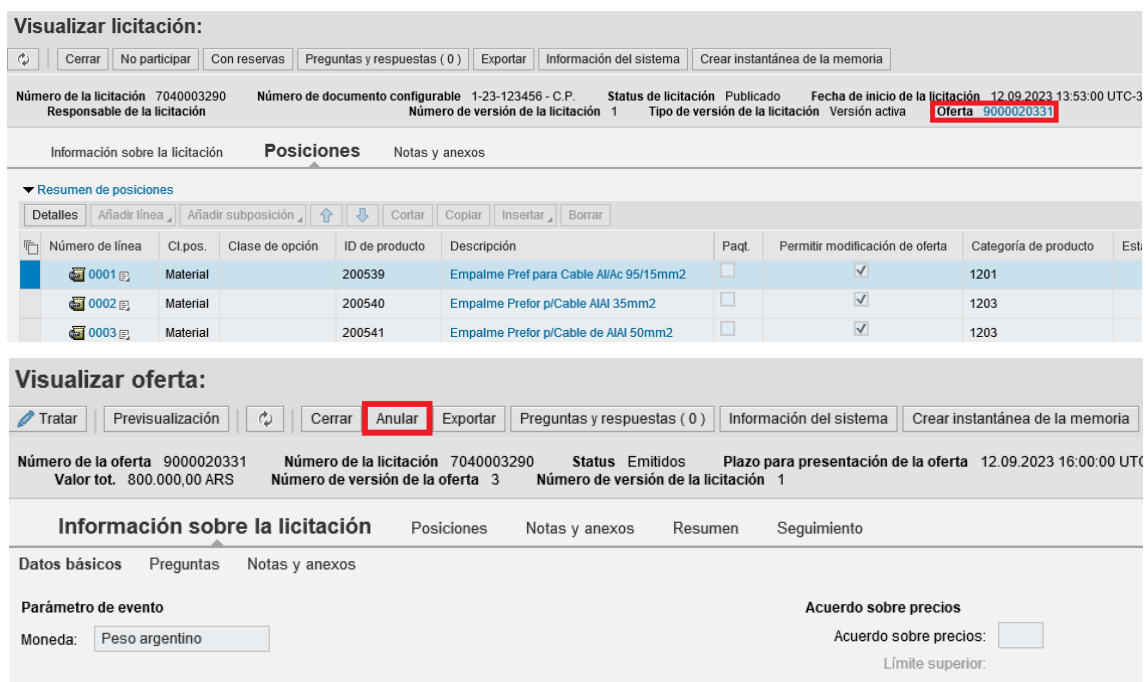 Visualizar licitación:
Cerrar No participar Con reservas Preguntas y respuestas ( 0 ) Exportar Información del sistema Crear instantánea de la memoria
Número de la licitación 7040003290 Número de documento configurable 1-23-123456 - C.P. Status de licitación Publicado Fecha de inicio de la licitación 12.09.2023 13:53:00 UTC-3
Responsable de la licitación Número de versión de la licitación 1 Tipo de versión de la licitación Versión activa Oferta 9000020331
Información sobre la licitación Posiciones Notas y anexos
Resumen de posiciones
Detalles Añadir línea Añadir subposición Cortar Copiar Insertar Borrar
Número de línea Cl.pos. Clase de opción ID de producto Descripción Paqt. Permitir modificación de oferta Categoría de producto Esta
0001 Material 200539 Empalme Pref para Cable Al/Ac 95/15mm2 1201
0002 Material 200540 Empalme Prefor p/Cable AlAl 35mm2 1203
0003 Material 200541 Empalme Prefor p/Cable de AlAl 50mm2 1203
Visualizar oferta:
Tratar Previsualización Cerrar Anular Exportar Preguntas y respuestas ( 0 ) Información del sistema Crear instantánea de la memoria
Número de la oferta 9000020331 Número de la licitación 7040003290 Status Emitidos Plazo para presentación de la oferta 12.09.2023 16:00:00 UTC
Valor tot. 800.000,00 ARS Número de versión de la oferta 3 Número de versión de la licitación 1
Información sobre la licitación Posiciones Notas y anexos Resumen Seguimiento
Datos básicos Preguntas Notas y anexos
Parámetro de evento Acuerdo sobre precios
Moneda: Peso argentino Acuerdo sobre precios:
Límite superior: